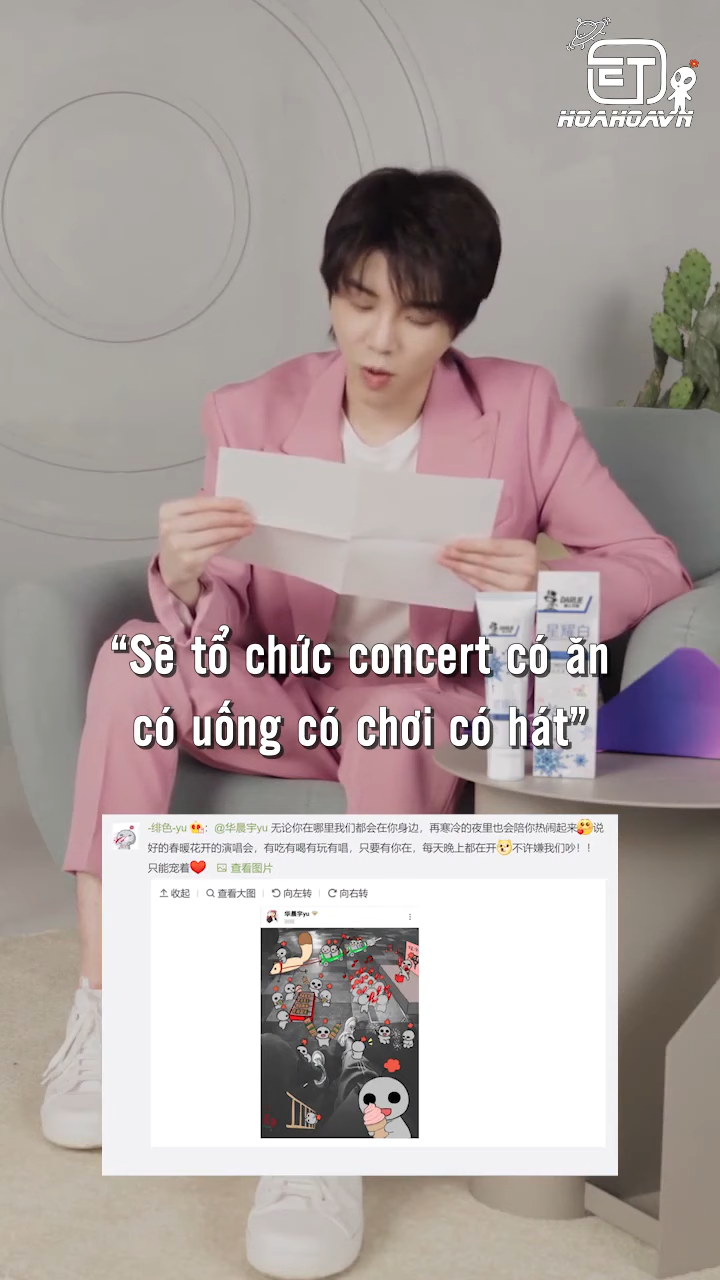 ET
HOAHOAVN
DARLIE
星耀白
“Sẽ tổ chức concert có ăn
có uống có chơi có hát”
-绯色-yu：@华晨宇yu 无论你在哪里我们都会在你身边，再寒冷的夜里也会陪你热闹起来说
好的春暖花开的演唱会，有吃有喝有玩有唱，只要有你在，每天晚上都在开不许嫌我们吵！！
只能宠着 查看图片
收起 查看大图 向左转 向右转
华晨宇yu